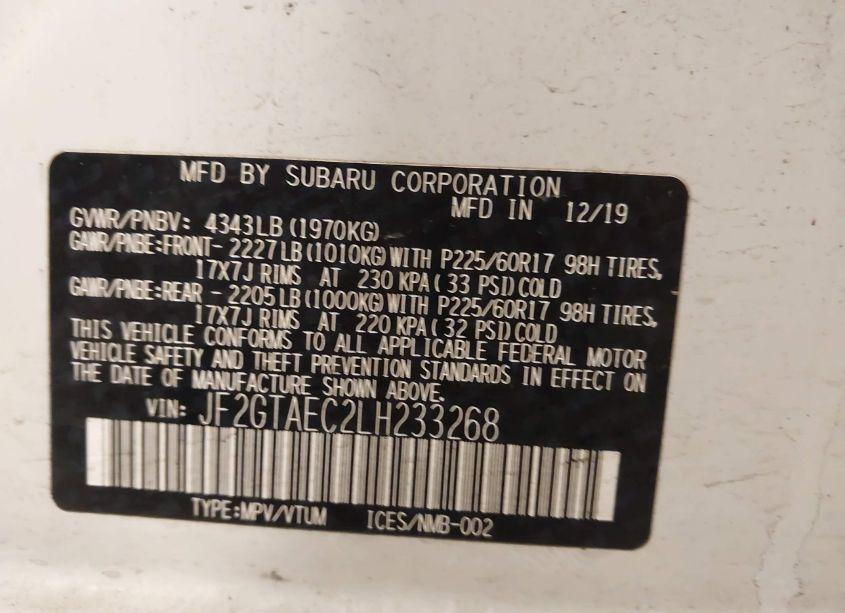 MFD BY SUBARU CORPORATION
MFD IN 12/19
GVWR/PNBV: 4343LB (1970KG)
GAWR/PNBE:FRONT- 2227LB (1010KG) WITH P225/60R17 98H TIRES,
17X7J RIMS AT 230 KPA ( 33 PSI) COLD
GAWR/PNBE:REAR - 2205LB (1000KG) WITH P225/60R17 98H TIRES,
17X7J RIMS AT 220 KPA ( 32 PSI) COLD
THIS VEHICLE CONFORMS TO ALL APPLICABLE FEDERAL MOTOR
VEHICLE SAFETY AND THEFT PREVENTION STANDARDS IN EFFECT ON
THE DATE OF MANUFACTURE SHOWN ABOVE.
VIN: JF2GTAEC2LH233268
TYPE:MPV/VTUM ICES/NMB-002